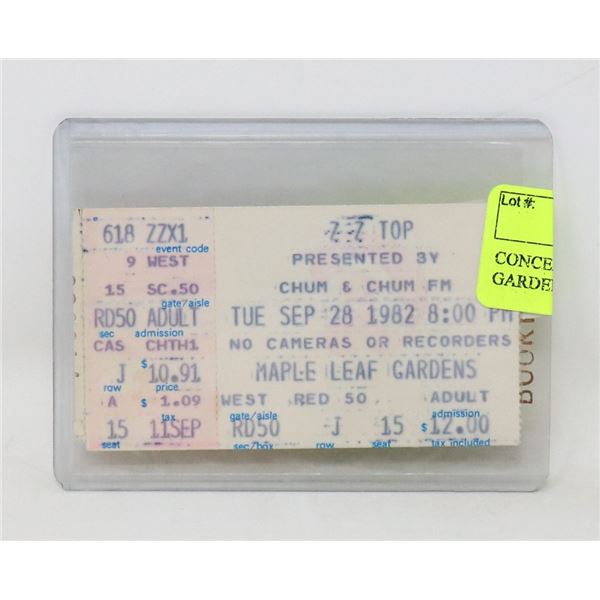 618 ZZX1
event code
9 WEST
15 SC.50
gate/aisle
RD50 ADULT
sec admission
CAS CHTH1
J $ 10.91
row price
A $ 1.09
tax
15 11SEP
seat
Z Z TOP
PRESENTED BY
CHUM & CHUM FM
TUE SEP 28 1982 8:00 PM
NO CAMERAS OR RECORDERS
MAPLE LEAF GARDENS
WEST RED 50 ADULT
gate/aisle admission
RD50 J 15 $12.00
sec/box row seat tax included
Lot #:
CONCE
GARDE